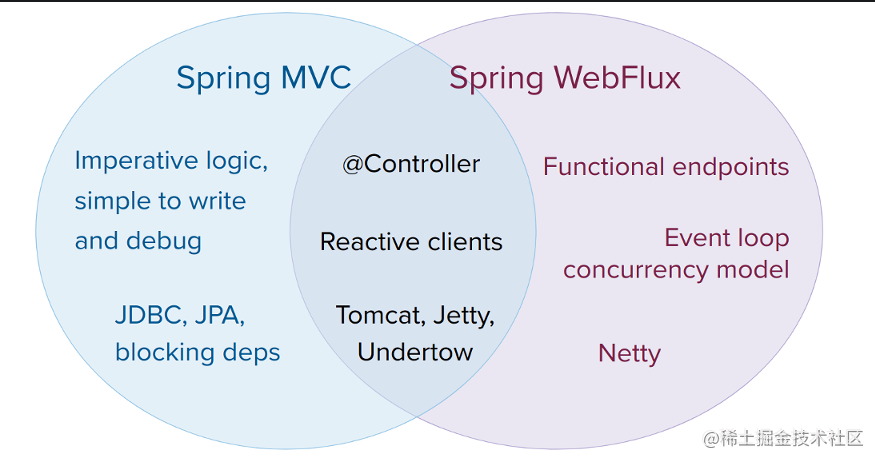 Spring MVC
Spring WebFlux
Imperative logic,
simple to write
and debug
JDBC, JPA,
blocking deps
@Controller
Reactive clients
Tomcat, Jetty,
Undertow
Functional endpoints
Event loop
concurrency model
Netty
@稀土掘金技术社区